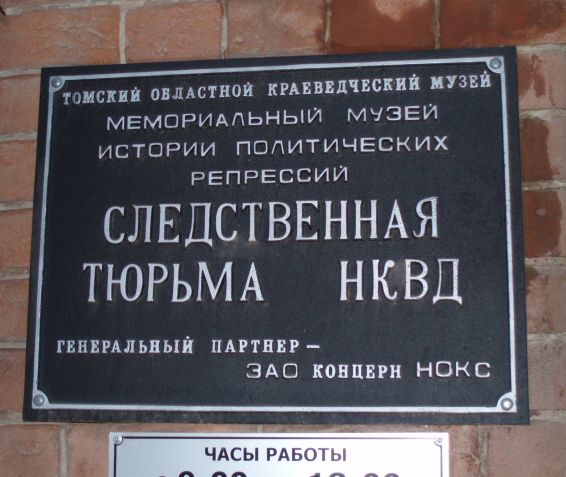 ТОМСКИЙ ОБЛАСТНОЙ КРАЕВЕДЧЕСКИЙ МУЗЕЙ
МЕМОРИАЛЬНЫЙ МУЗЕЙ
ИСТОРИИ ПОЛИТИЧЕСКИХ
РЕПРЕССИЙ
СЛЕДСТВЕННАЯ
ТЮРЬМА НКВД
ГЕНЕРАЛЬНЫЙ ПАРТНЕР –
ЗАО КОНЦЕРН НОКС
ЧАСЫ РАБОТЫ